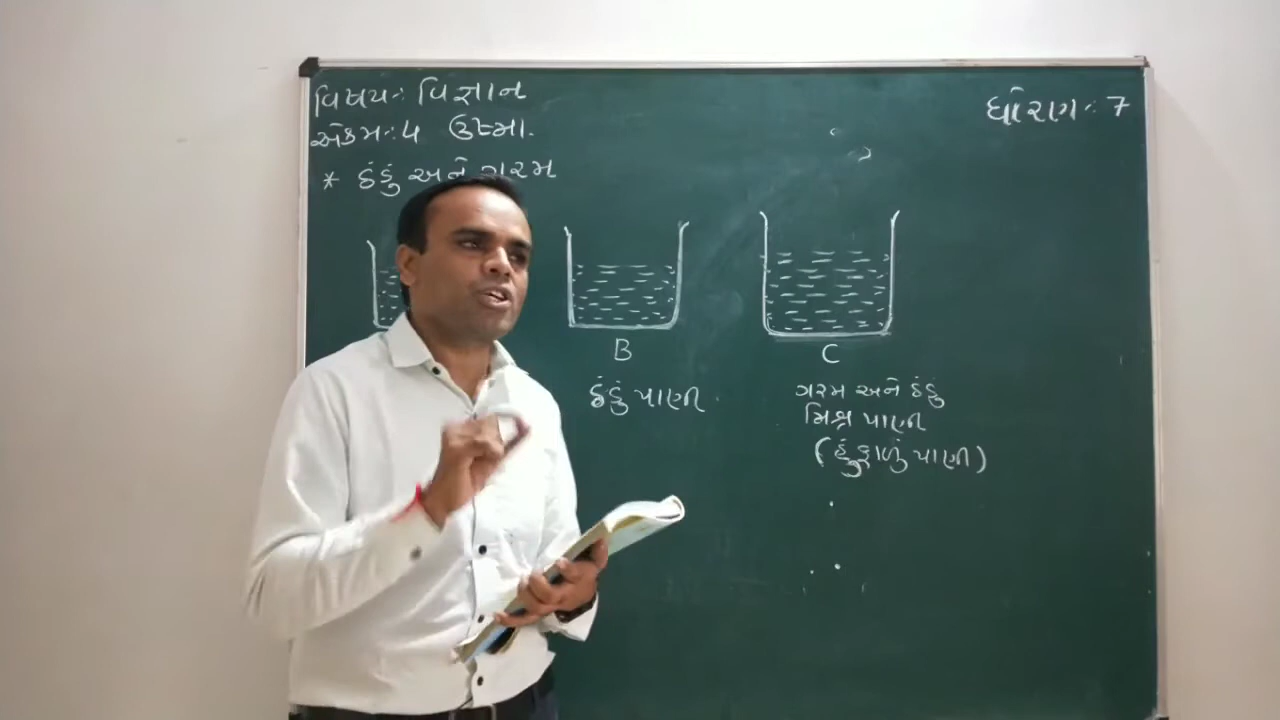 વિષય : વિજ્ઞાન
ધોરણ : 7
એકમ : 4 ઉષ્મા.
* ઠંડું અને ગરમ
B
C
ઠંડું પાણી
ગરમ અને ઠંડું
મિશ્ર પાણી
(હુંફાળું પાણી)